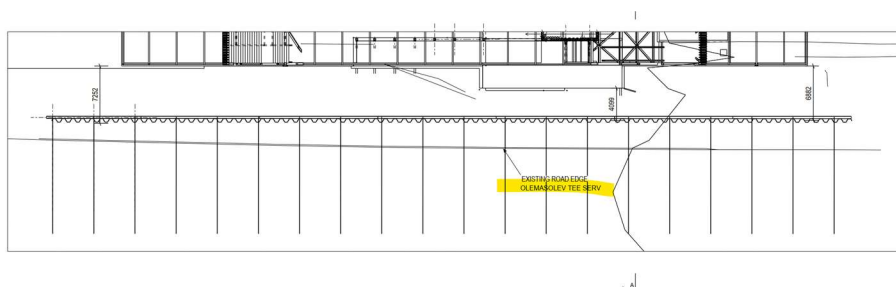 7252
4099
6882
EXISTING ROAD EDGE
OLEMASOLEV TEE SERV
A